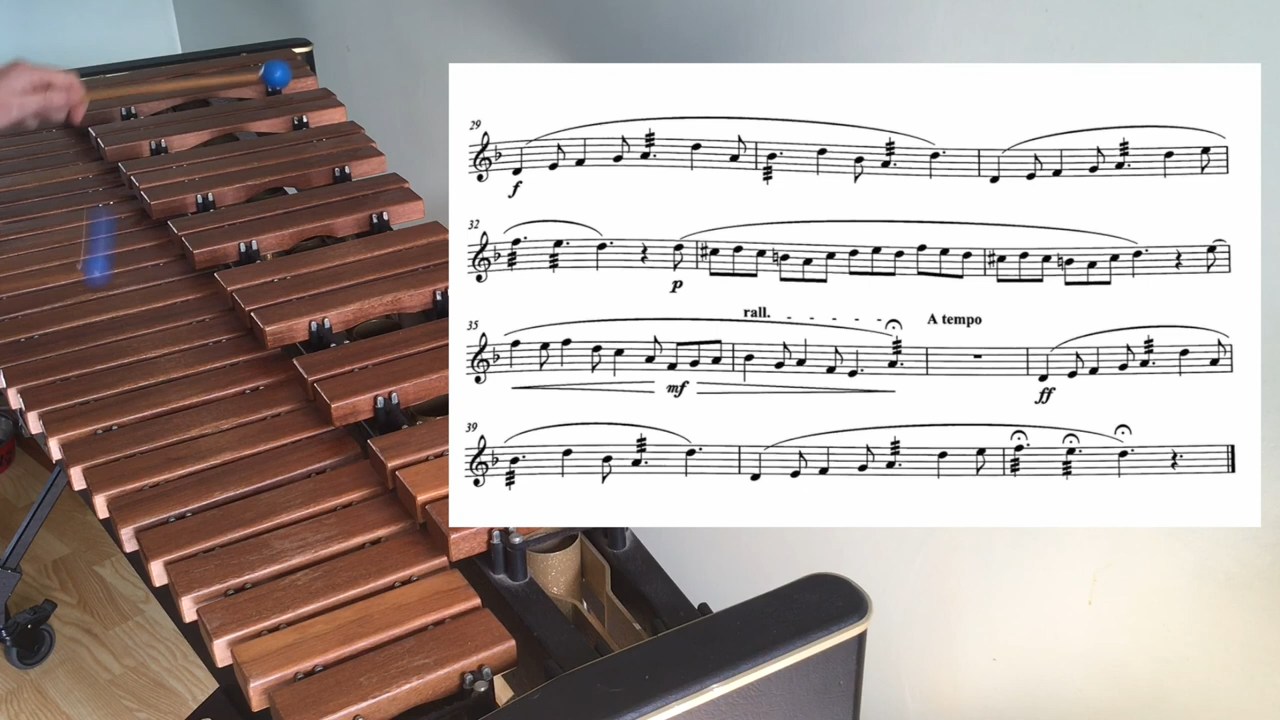 29
f
32
p
35
rall. - - - - -
A tempo
mf
ff
39